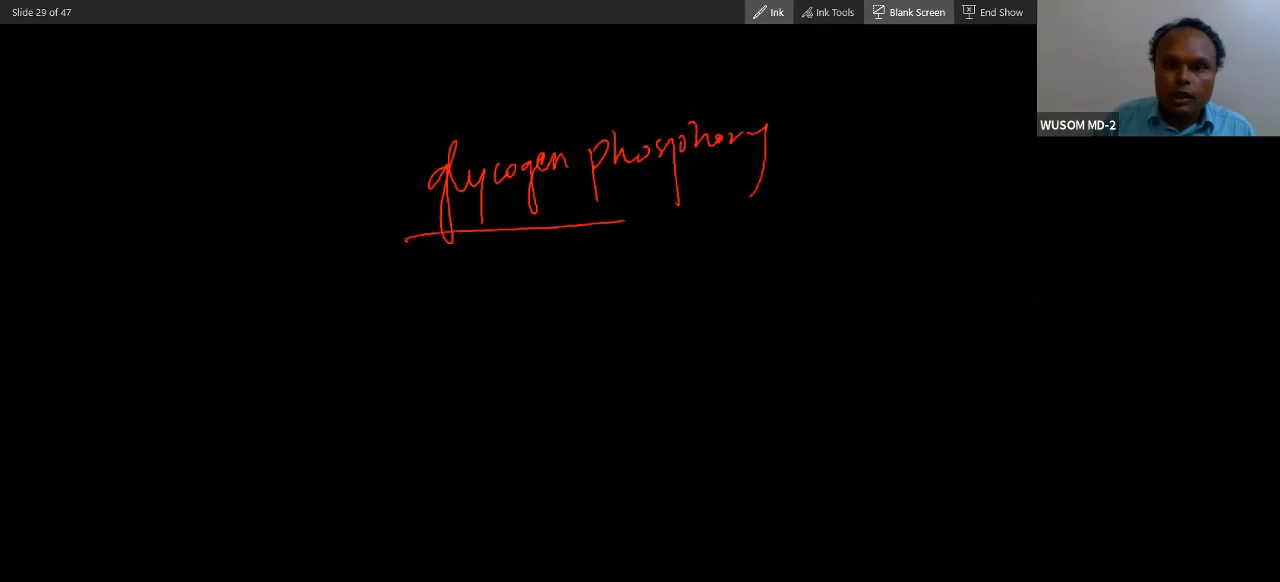 Slide 29 of 47
Ink
Ink Tools
Blank Screen
End Show
WUSOM MD-2
glycogen phosphory